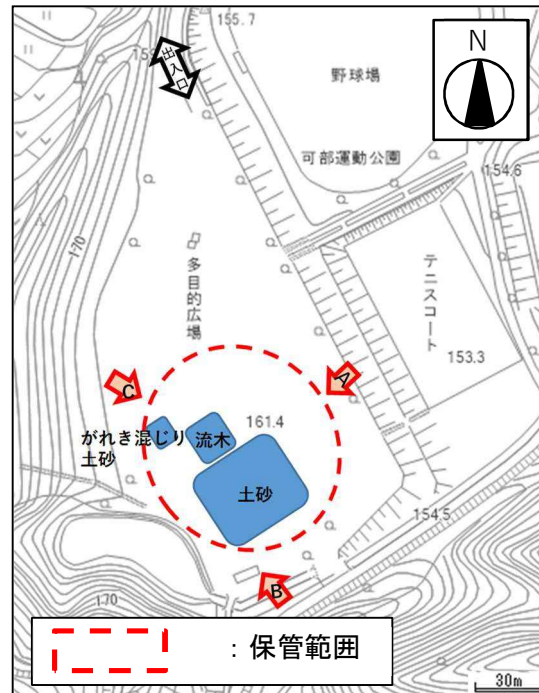 155.7
N
出入口
野球場
可部運動公園
154.6
170
多目的広場
テニスコート
153.3
A
C
161.4
がれき混じり
土砂
流木
土砂
154.5
B
170
：保管範囲
30m